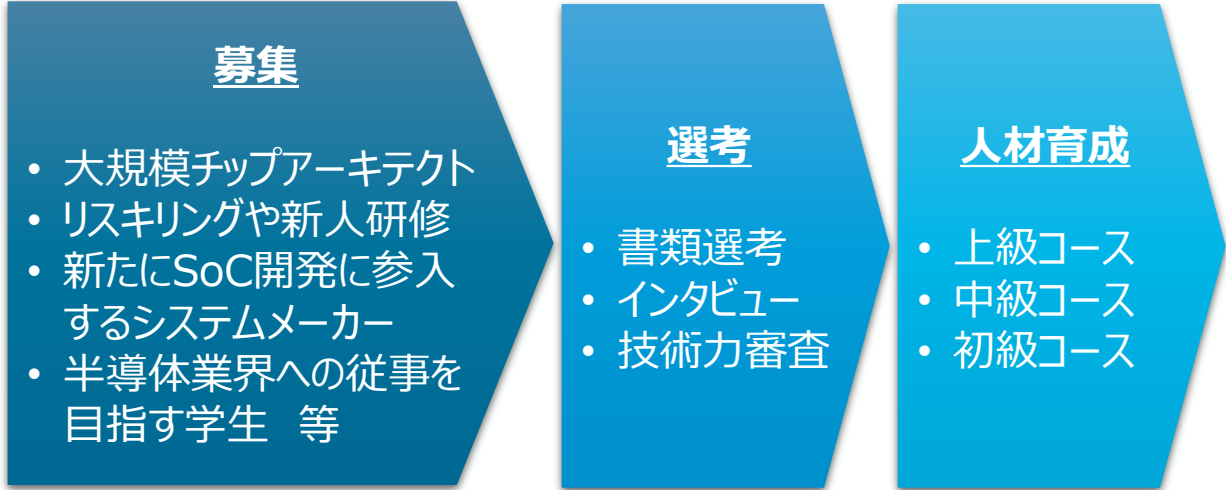 募集
• 大規模チップアーキテクト
• リスキリングや新人研修
• 新たにSoC開発に参入
するシステムメーカー
• 半導体業界への従事を
目指す学生　等
選考
• 書類選考
• インタビュー
• 技術力審査
人材育成
• 上級コース
• 中級コース
• 初級コース